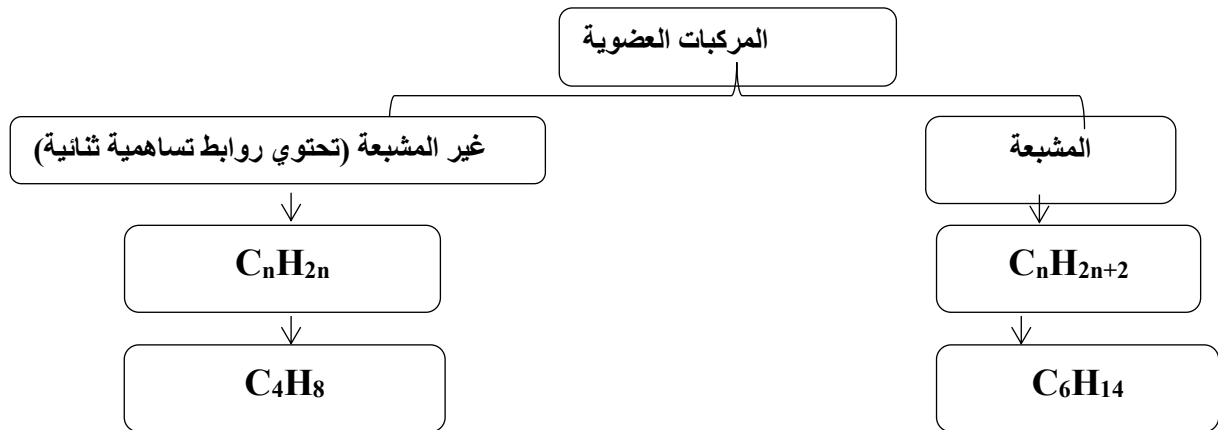 المركبات العضوية
المشبعة
غير المشبعة (تحتوي روابط تساهمية ثنائية)
CₙH₂ₙ₊₂
CₙH₂ₙ
C₆H₁₄
C₄H₈